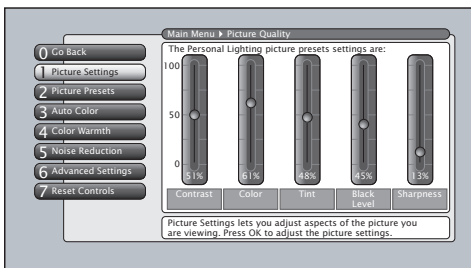 Main Menu ▶ Picture Quality
0 Go Back
1 Picture Settings
2 Picture Presets
3 Auto Color
4 Color Warmth
5 Noise Reduction
6 Advanced Settings
7 Reset Controls
The Personal Lighting picture presets settings are:
100
50
0
51% 61% 48% 45% 13%
Contrast Color Tint Black Level Sharpness
Picture Settings lets you adjust aspects of the picture you
are viewing. Press OK to adjust the picture settings.